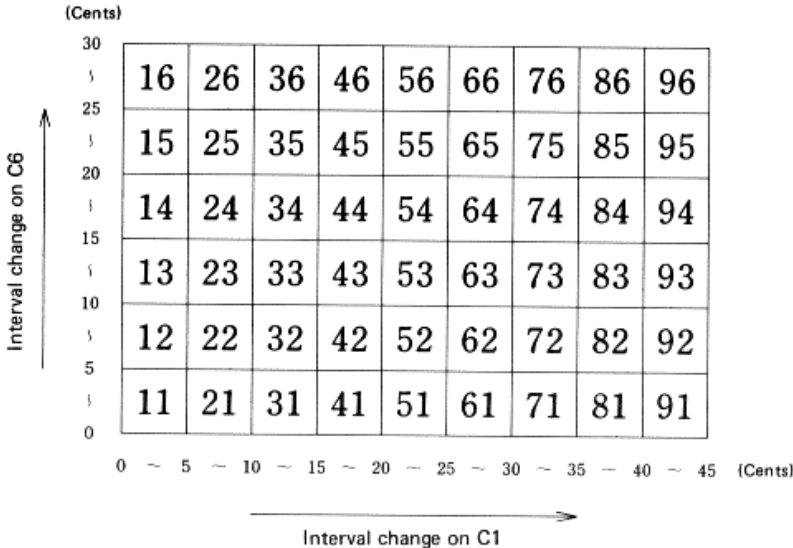 (Cents)
30
~ 16 26 36 46 56 66 76 86 96
25
~ 15 25 35 45 55 65 75 85 95
20
~ 14 24 34 44 54 64 74 84 94
15
~ 13 23 33 43 53 63 73 83 93
10
~ 12 22 32 42 52 62 72 82 92
5
~ 11 21 31 41 51 61 71 81 91
0
Interval change on C6
0 ~ 5 ~ 10 ~ 15 ~ 20 ~ 25 ~ 30 ~ 35 ~ 40 ~ 45 (Cents)
Interval change on C1